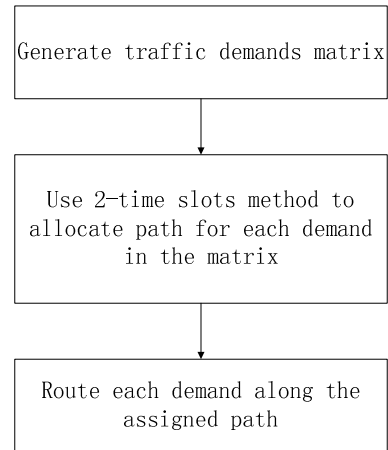 Generate traffic demands matrix
Use 2-time slots method to
allocate path for each demand
in the matrix
Route each demand along the
assigned path